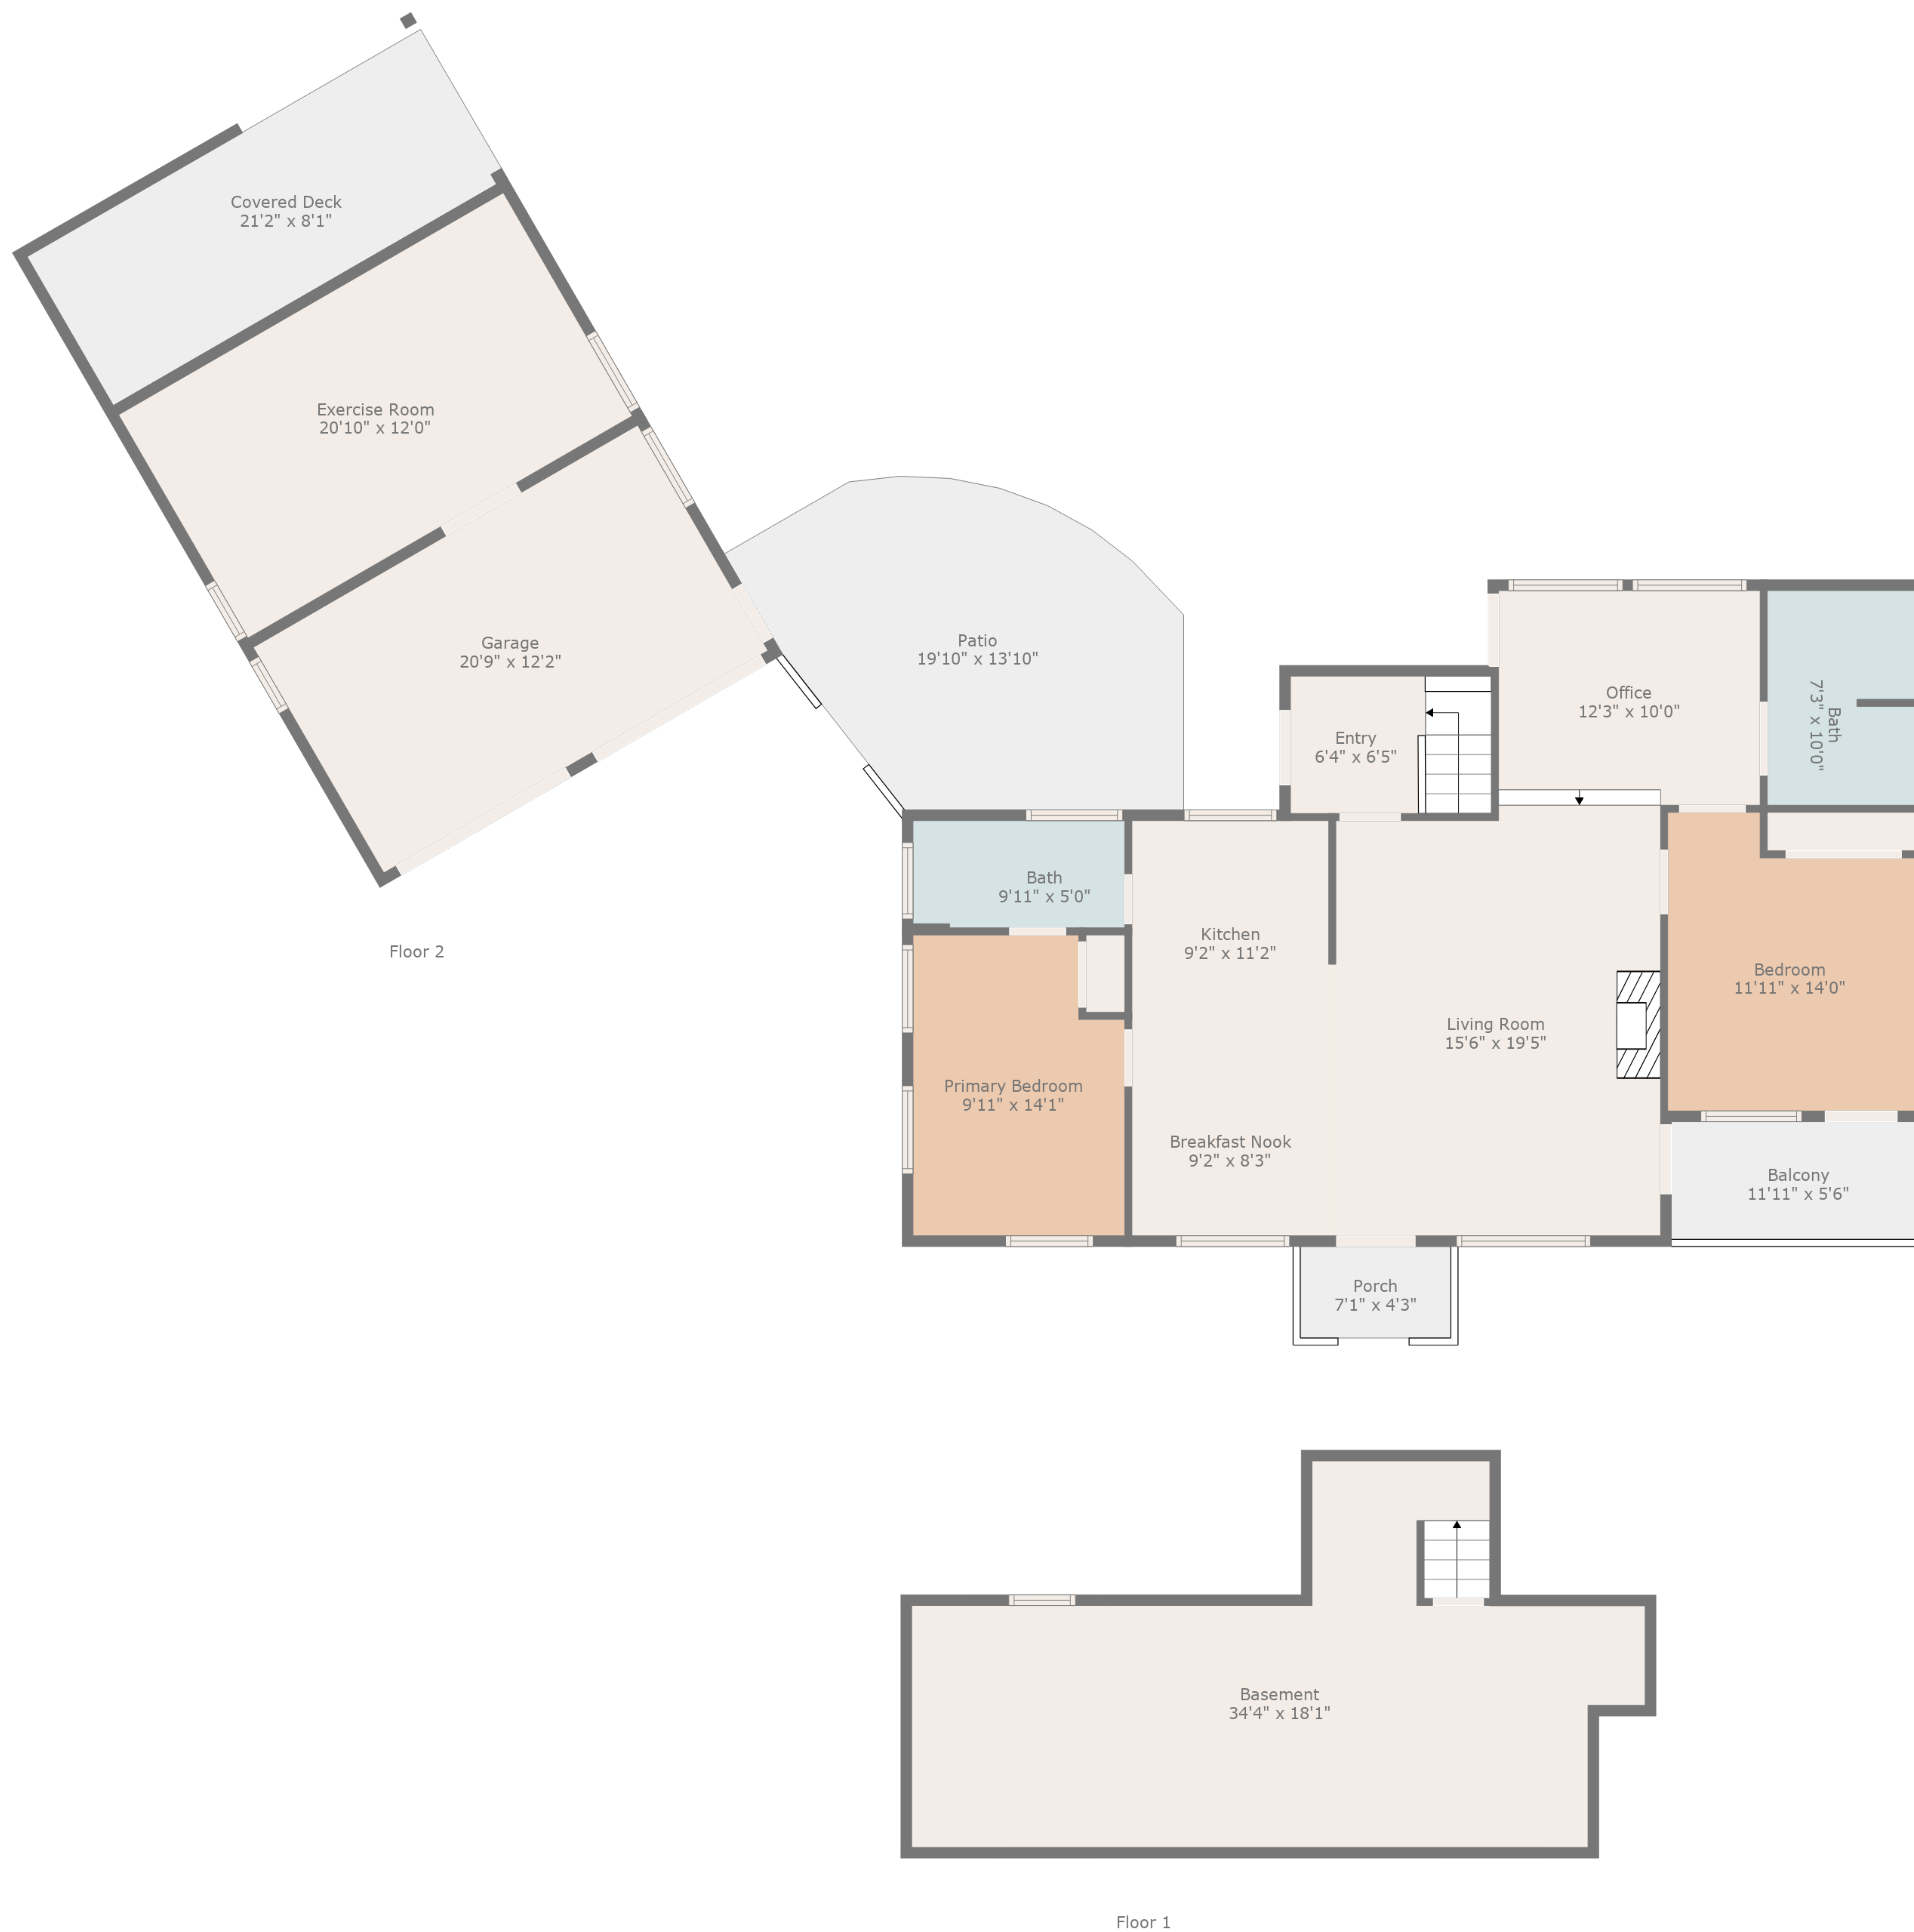 Covered Deck
21'2" x 8'1"
Exercise Room
20'10" x 12'0"
Garage
20'9" x 12'2"
Patio
19'10" x 13'10"
Entry
6'4" x 6'5"
Office
12'3" x 10'0"
Bath
7'3" x 10'0"
Bath
9'11" x 5'0"
Kitchen
9'2" x 11'2"
Floor 2
Bedroom
11'11" x 14'0"
Living Room
15'6" x 19'5"
Primary Bedroom
9'11" x 14'1"
Breakfast Nook
9'2" x 8'3"
Balcony
11'11" x 5'6"
Porch
7'1" x 4'3"
Basement
34'4" x 18'1"
Floor 1